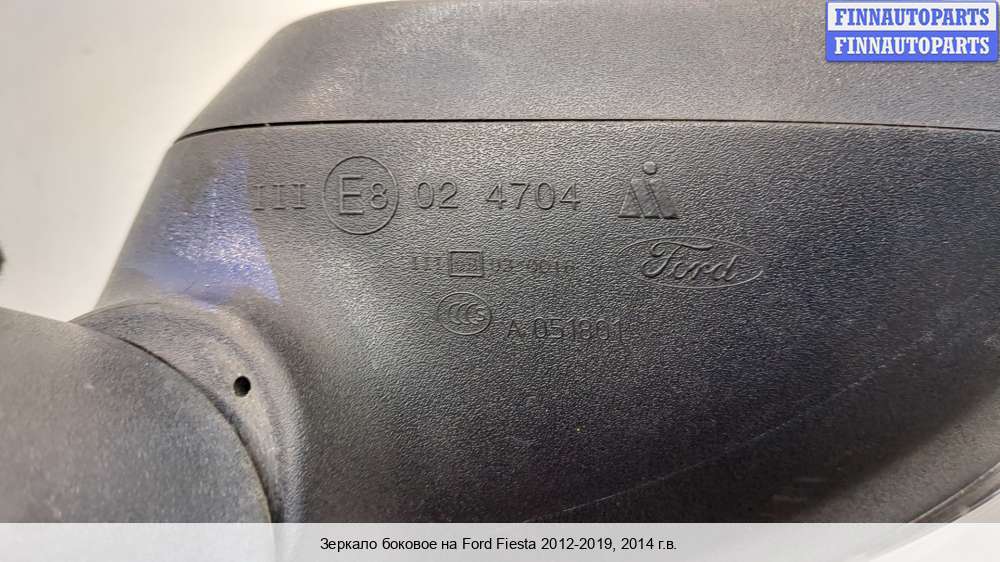 FINNAUTOPARTS
FINNAUTOPARTS
III E8 02 4704
Ford
A 051801
Зеркало боковое на Ford Fiesta 2012-2019, 2014 г.в.